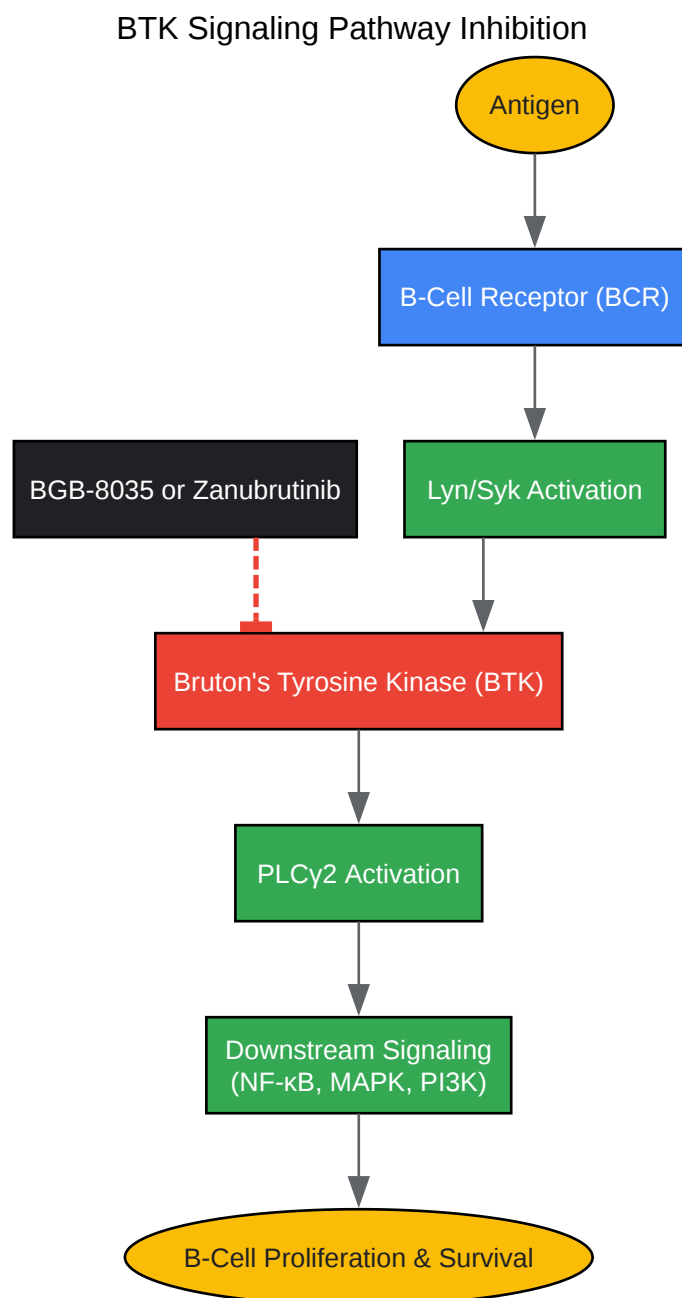 BTK Signaling Pathway Inhibition
Antigen
B-Cell Receptor (BCR)
BGB-8035 or Zanubrutinib
Lyn/Syk Activation
Bruton's Tyrosine Kinase (BTK)
PLCγ2 Activation
Downstream Signaling
(NF-κB, MAPK, PI3K)
B-Cell Proliferation & Survival